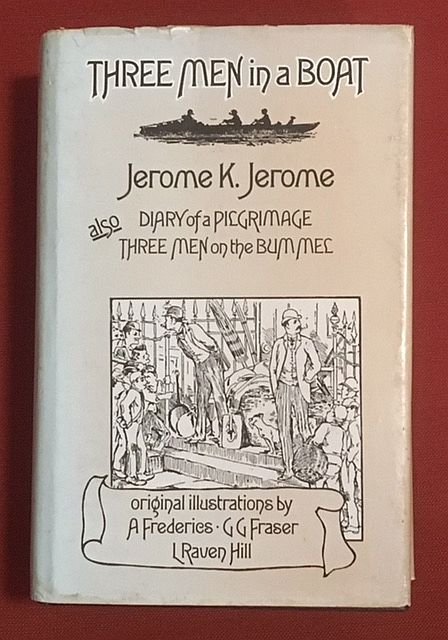 THREE MEN in a BOAT
Jerome K. Jerome
also DIARY of a PILGRIMAGE
THREE MEN on the BUMMEL
original illustrations by
A Frederics · G G Fraser
L Raven Hill